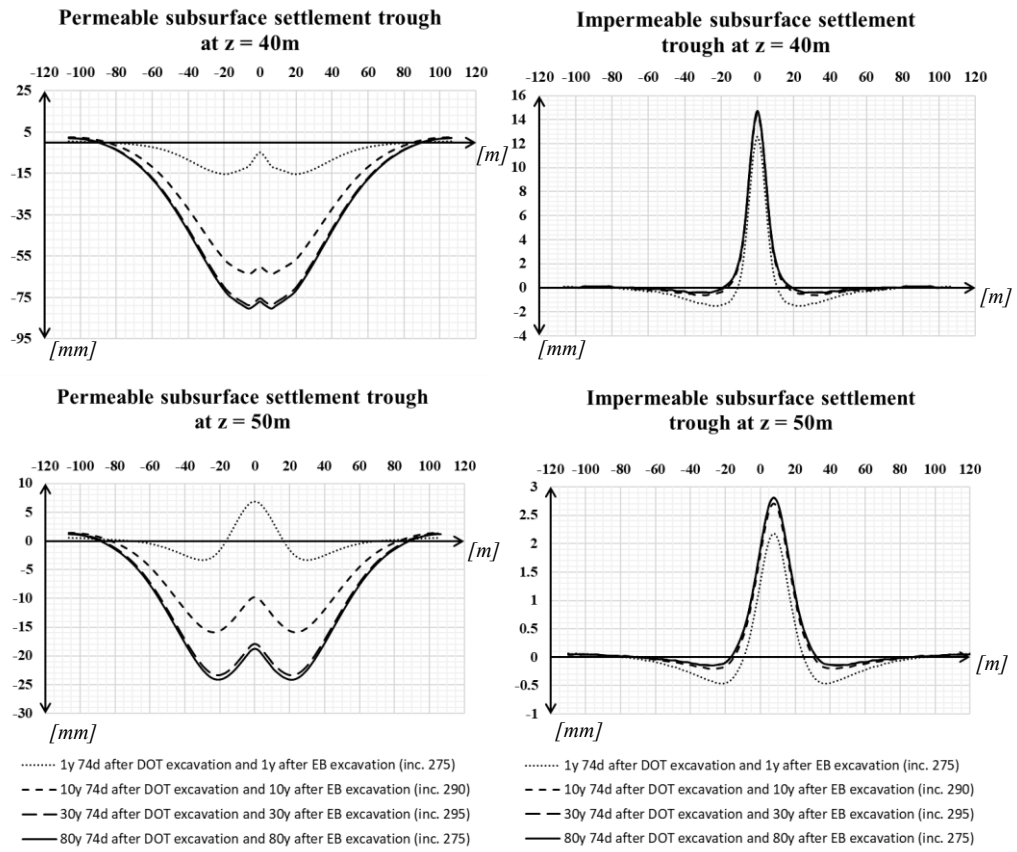 Permeable subsurface settlement trough
at z = 40m
-120 -100 -80 -60 -40 -20 0 20 40 60 80 100 120
25
5
-15
-35
-55
-75
-95
[m]
[mm]
Impermeable subsurface settlement
trough at z = 40m
-120 -100 -80 -60 -40 -20 0 20 40 60 80 100 120
16
14
12
10
8
6
4
2
0
-2
-4
[m]
[mm]
Permeable subsurface settlement trough
at z = 50m
-120 -100 -80 -60 -40 -20 0 20 40 60 80 100 120
10
5
0
-5
-10
-15
-20
-25
-30
[m]
[mm]
Impermeable subsurface settlement
trough at z = 50m
-120 -100 -80 -60 -40 -20 0 20 40 60 80 100 120
3
2.5
2
1.5
1
0.5
0
-0.5
-1
[m]
[mm]
1y 74d after DOT excavation and 1y after EB excavation (inc. 275)
10y 74d after DOT excavation and 10y after EB excavation (inc. 290)
30y 74d after DOT excavation and 30y after EB excavation (inc. 295)
80y 74d after DOT excavation and 80y after EB excavation (inc. 275)
1y 74d after DOT excavation and 1y after EB excavation (inc. 275)
10y 74d after DOT excavation and 10y after EB excavation (inc. 290)
30y 74d after DOT excavation and 30y after EB excavation (inc. 295)
80y 74d after DOT excavation and 80y after EB excavation (inc. 275)